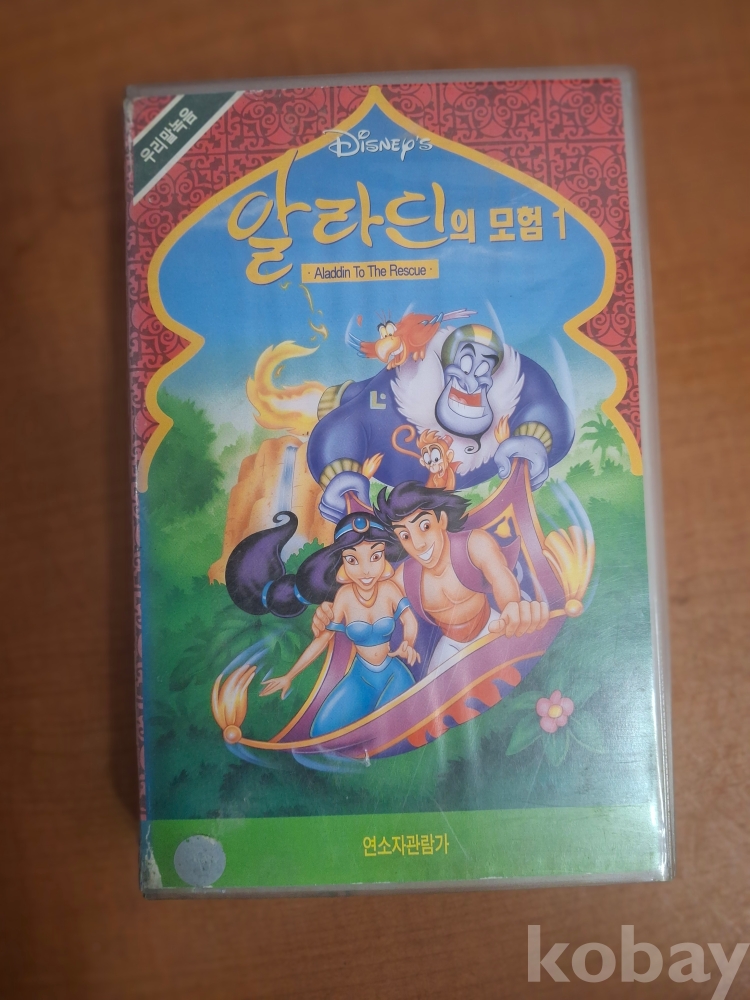 우리말녹음
Disney's
알라딘의 모험 1
· Aladdin To The Rescue ·
연소자관람가
kobay